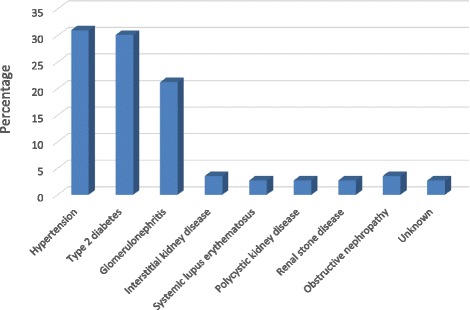 Percentage
35
30
25
20
15
10
5
0
Hypertension
Type 2 diabetes
Glomerulonephritis
Interstitial kidney disease
Systemic lupus erythematosus
Polycystic kidney disease
Renal stone disease
Obstructive nephropathy
Unknown